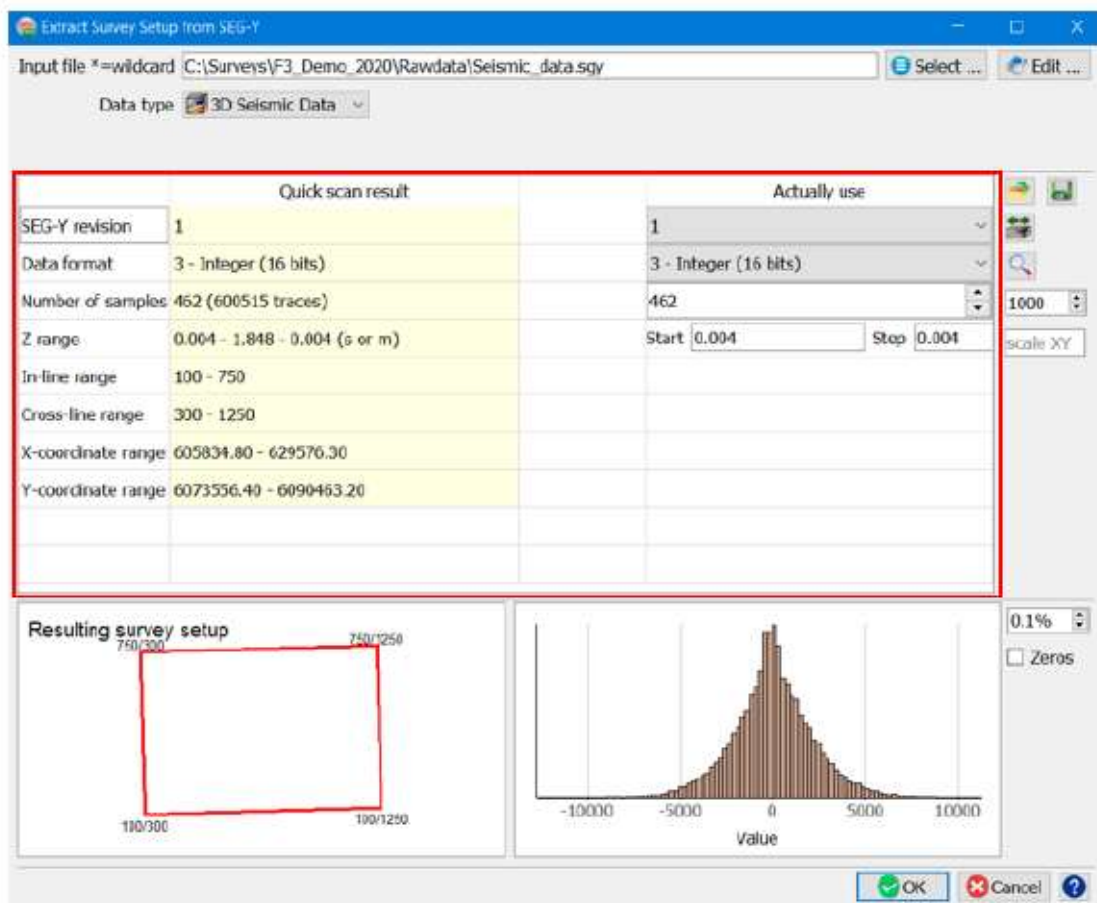 Extract Survey Setup from SEG-Y
Input file *=wildcard C:\Surveys\F3_Demo_2020\Rawdata\Seismic_data.sgy Select ... Edit ...
Data type 3D Seismic Data
Quick scan result Actually use
SEG-Y revision 1 1
Data format 3 - Integer (16 bits) 3 - Integer (16 bits)
Number of samples 462 (600515 traces) 462 1000
Z range 0.004 - 1.848 - 0.004 (s or m) Start 0.004 Step 0.004 scale XY
In-line range 100 - 750
Cross-line range 300 - 1250
X-coordinate range 605834.80 - 629576.30
Y-coordinate range 6073556.40 - 6090463.20
Resulting survey setup 0.1%
750/300 750/1250
Zeros
100/300 100/1250
-10000 -5000 0 5000 10000
Value
OK Cancel ?